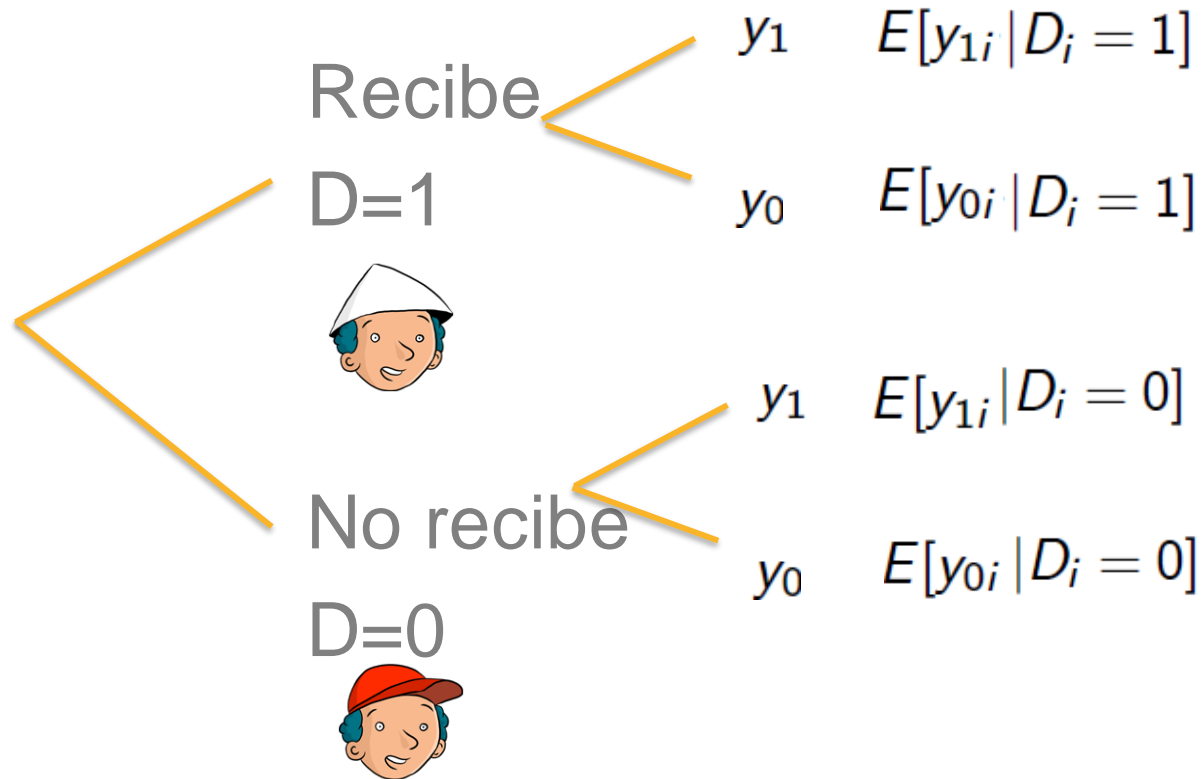 y₁ E[y₁ᵢ | Dᵢ = 1]
Recibe
D=1
y₀ E[y₀ᵢ | Dᵢ = 1]
y₁ E[y₁ᵢ | Dᵢ = 0]
No recibe
y₀ E[y₀ᵢ | Dᵢ = 0]
D=0